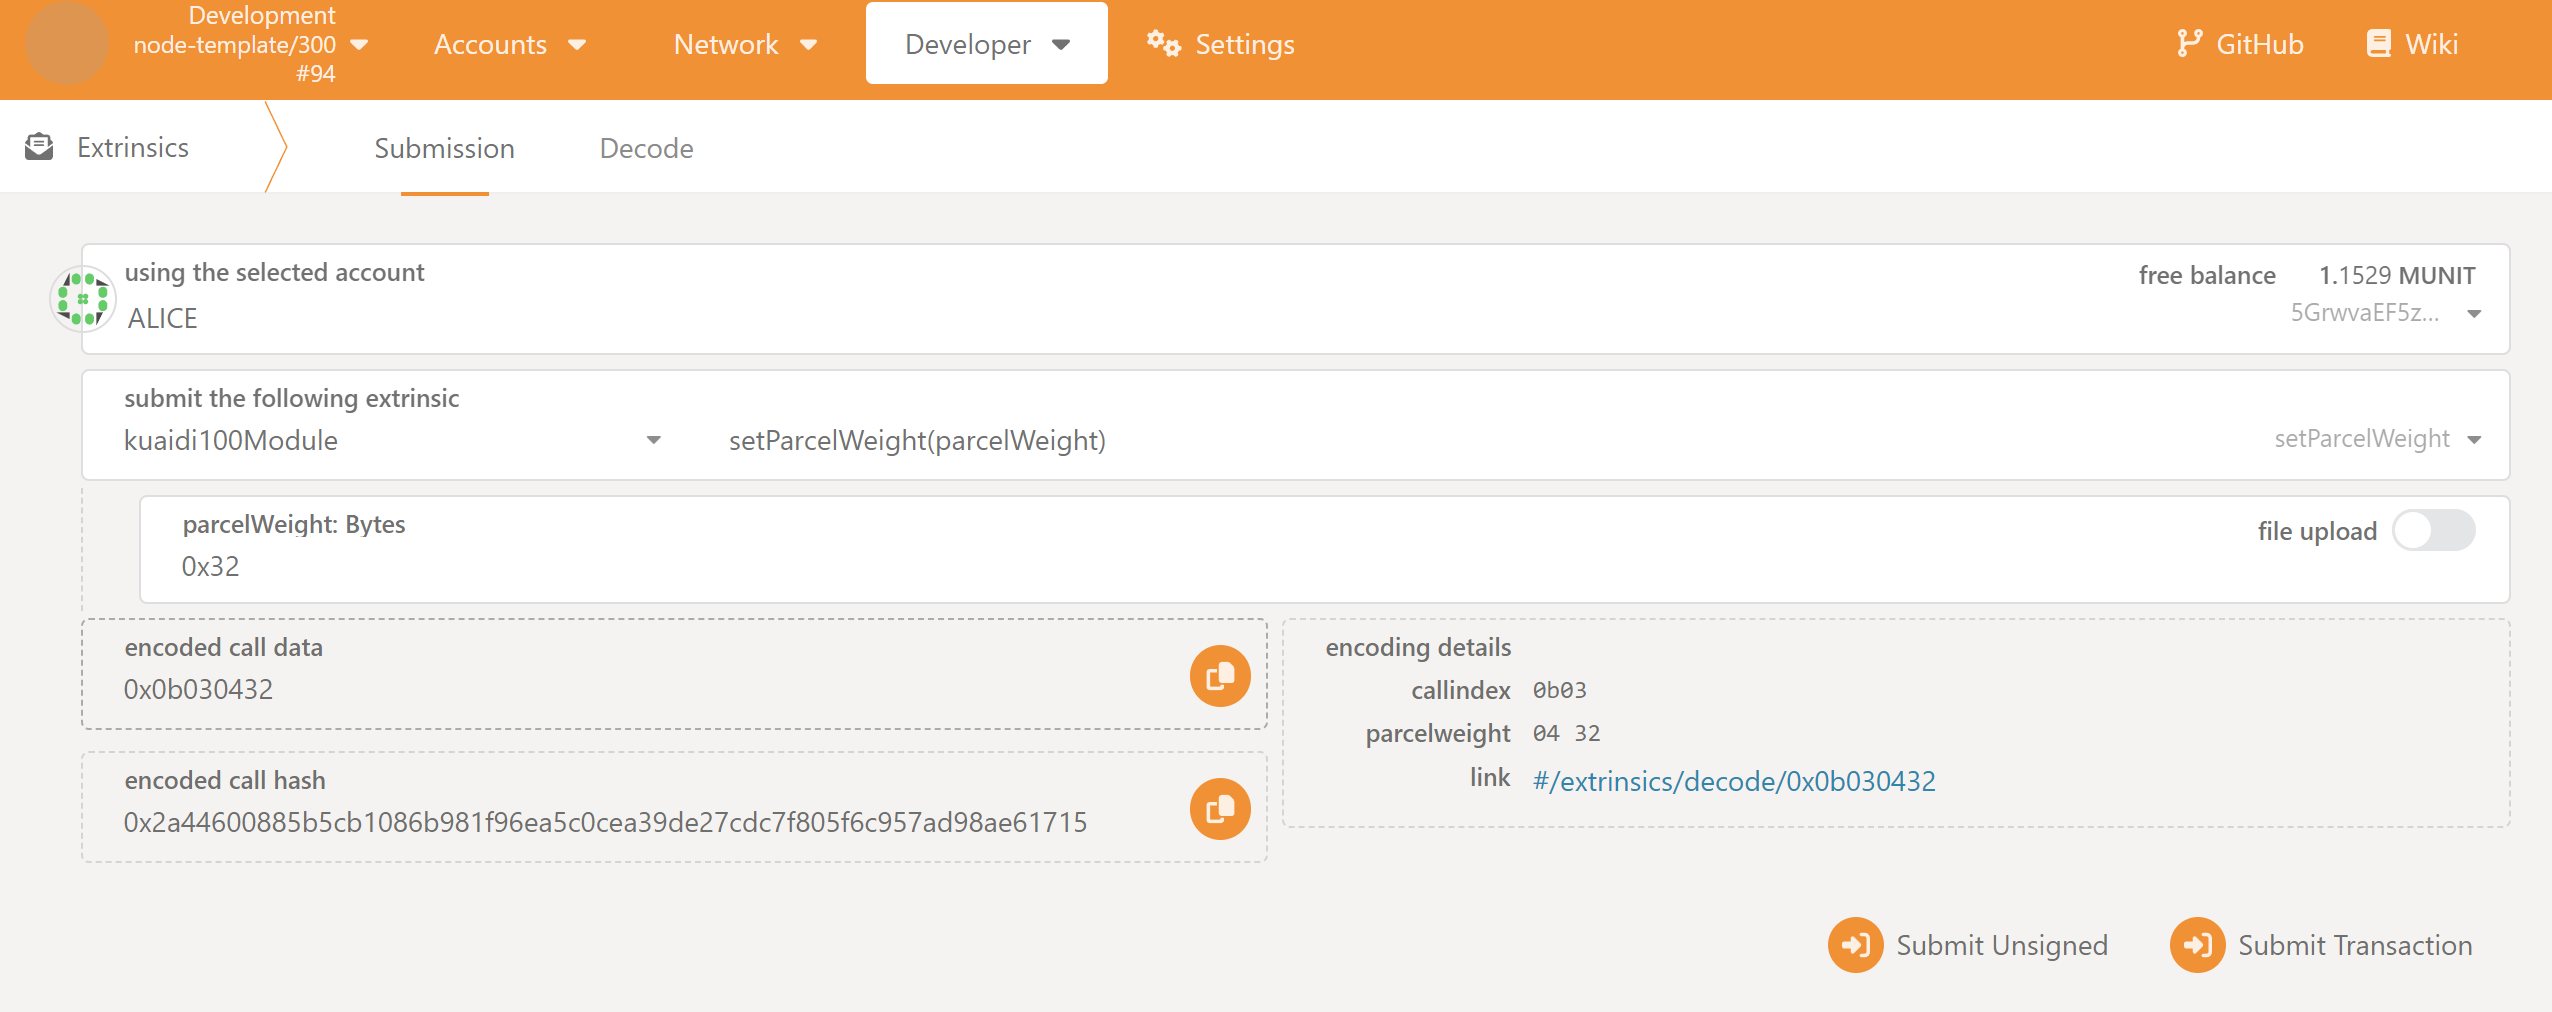 Development
node-template/300
#94
Accounts
Network
Developer
Settings
GitHub
Wiki
Extrinsics
Submission
Decode
using the selected account
ALICE
free balance 1.1529 MUNIT
5GrwvaEF5z...
submit the following extrinsic
kuaidi100Module
setParcelWeight(parcelWeight)
setParcelWeight
parcelWeight: Bytes
0x32
file upload
encoded call data
0x0b030432
encoding details
callindex 0b03
parcelweight 04 32
link #/extrinsics/decode/0x0b030432
encoded call hash
0x2a44600885b5cb1086b981f96ea5c0cea39de27cdc7f805f6c957ad98ae61715
Submit Unsigned
Submit Transaction